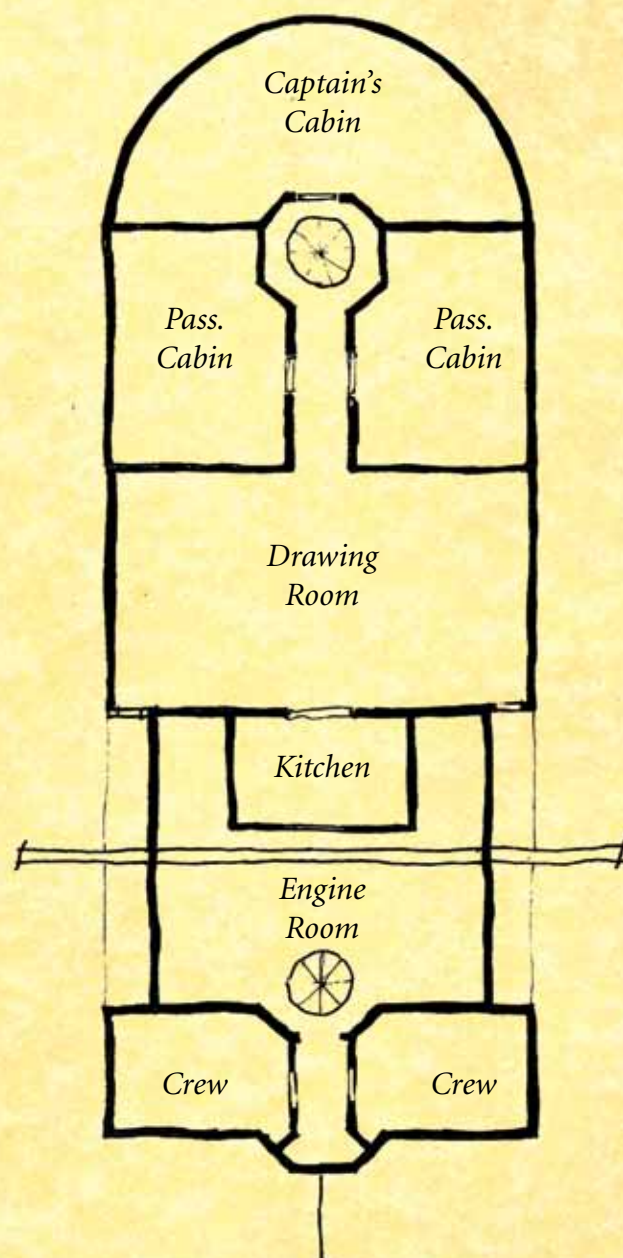 Captain's
Cabin
Pass.
Cabin
Pass.
Cabin
Drawing
Room
Kitchen
Engine
Room
Crew
Crew